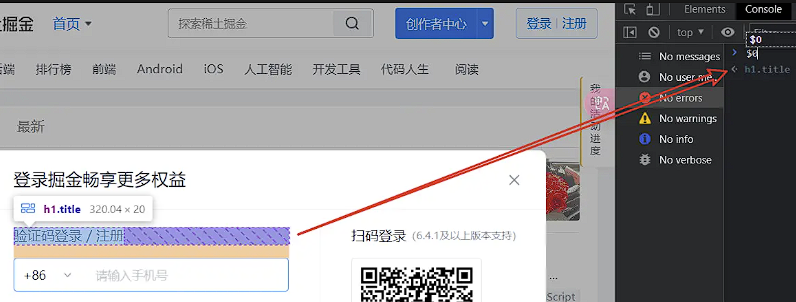 土掘金 首页 探索稀土掘金 创作者中心 登录 | 注册
排行榜 前端 Android iOS 人工智能 开发工具 代码人生 阅读
最新
我的活动进度
登录掘金畅享更多权益
h1.title 320.04 × 20
验证码登录 / 注册
+86 请输入手机号
扫码登录 (6.4.1及以上版本支持)
Script
Elements Console
top
$0
$0
h1.title
No messages
No user me...
No errors
No warnings
No info
No verbose